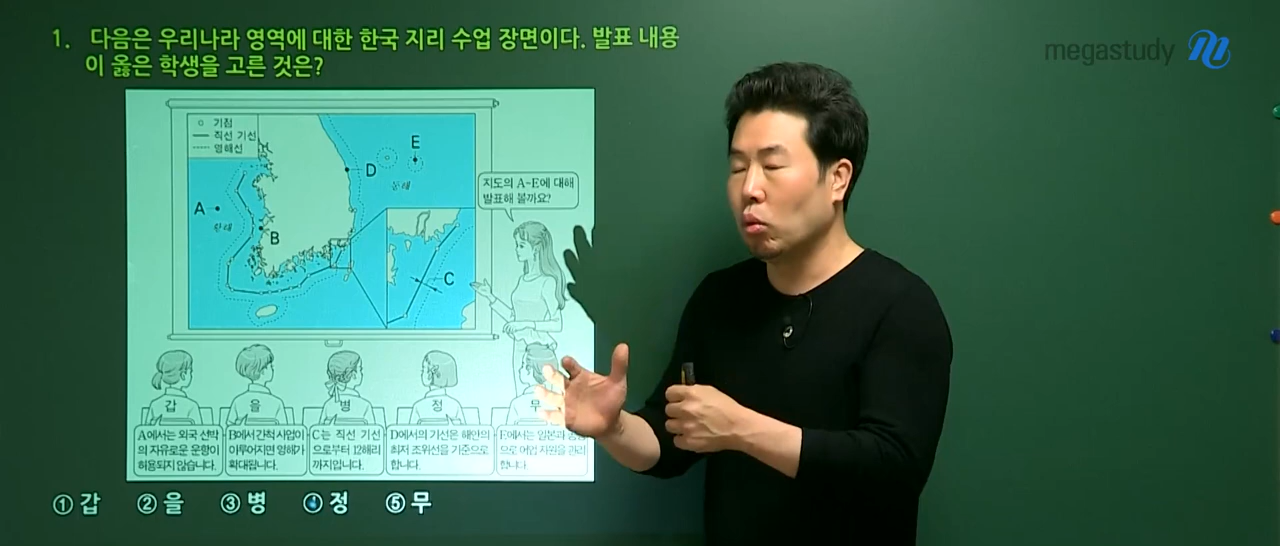 1. 다음은 우리나라 영역에 대한 한국 지리 수업 장면이다. 발표 내용
이 옳은 학생을 고른 것은?
megastudy
기점
직선 기선
영해선
A
B
C
D
E
황해
동해
지도의 A~E에 대해
발표해 볼까요?
갑
을
병
정
무
A에서는 외국 선박
의 자유로운 운항이
허용되지 않습니다.
B에서 간척 사업이
이루어지면 영해가
확대됩니다.
C는 직선 기선
으로부터 12해리
까지입니다.
D에서의 기선은 해안의
최저 조위선을 기준으로
합니다.
E에서는 일본과
으로 어업 자원을 관리
합니다.
① 갑 ② 을 ③ 병 ④ 정 ⑤ 무